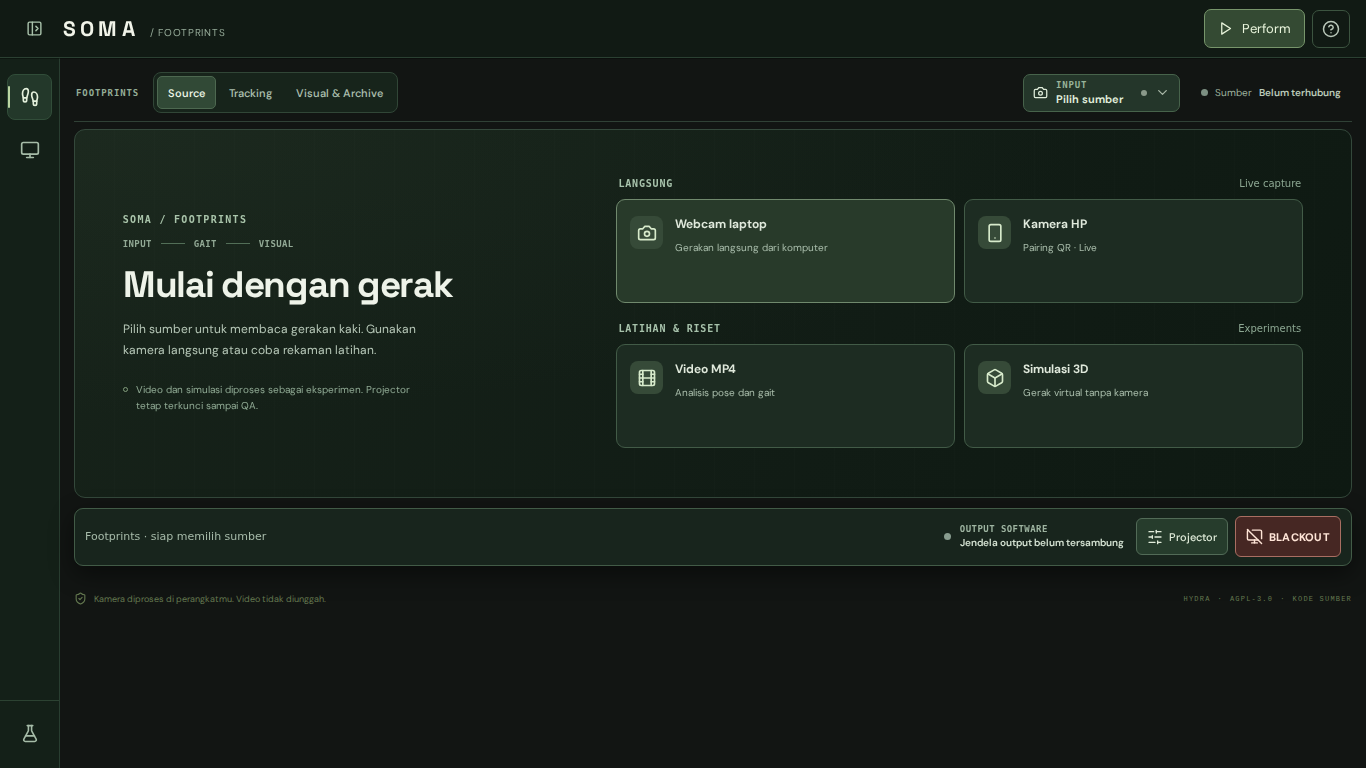 SOMA / FOOTPRINTS
Perform
FOOTPRINTS
Source
Tracking
Visual & Archive
INPUT
Pilih sumber
Sumber Belum terhubung
SOMA / FOOTPRINTS
INPUT GAIT VISUAL
Mulai dengan gerak
Pilih sumber untuk membaca gerakan kaki. Gunakan
kamera langsung atau coba rekaman latihan.
Video dan simulasi diproses sebagai eksperimen. Projector
tetap terkunci sampai QA.
LANGSUNG
Live capture
Webcam laptop
Gerakan langsung dari komputer
Kamera HP
Pairing QR · Live
LATIHAN & RISET
Experiments
Video MP4
Analisis pose dan gait
Simulasi 3D
Gerak virtual tanpa kamera
Footprints · siap memilih sumber
OUTPUT SOFTWARE
Jendela output belum tersambung
Projector
BLACKOUT
Kamera diproses di perangkatmu. Video tidak diunggah.
HYDRA · AGPL-3.0 · KODE SUMBER